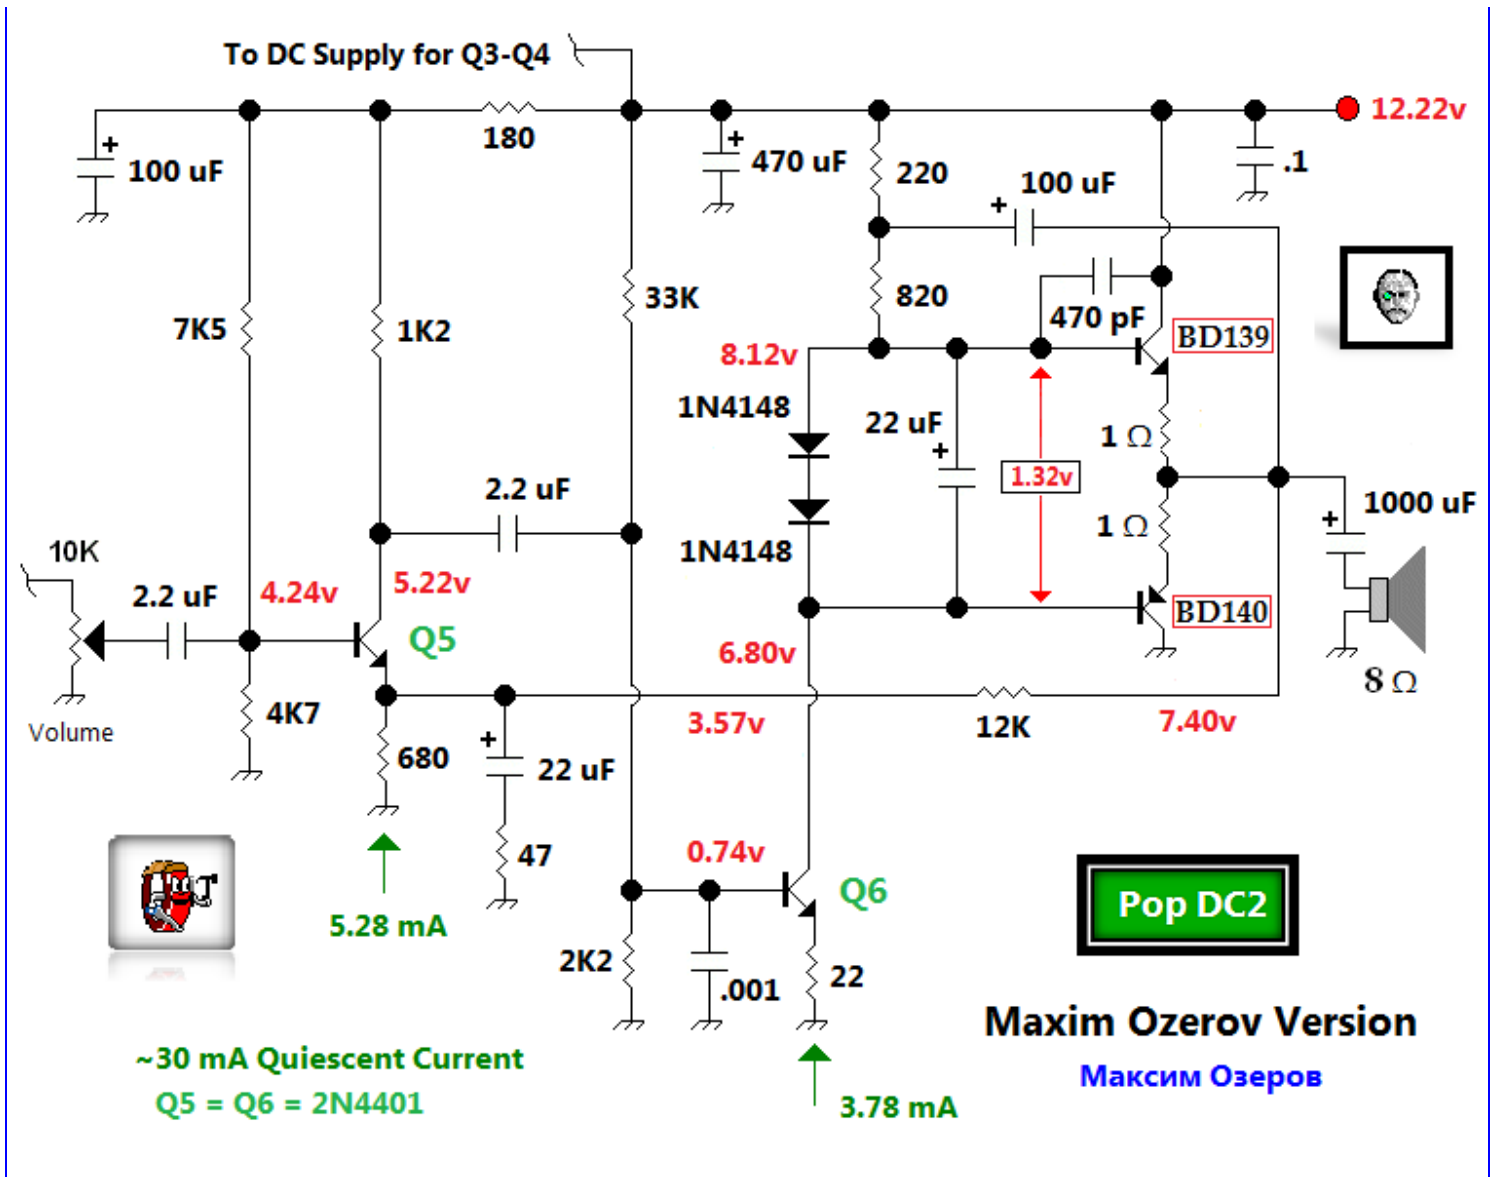 To DC Supply for Q3-Q4
12.22v
180
100 uF
470 uF
220
100 uF
.1
7K5
1K2
33K
820
470 pF
BD139
8.12v
1N4148
22 uF
1 Ω
1.32v
2.2 uF
1000 uF
1 Ω
10K
1N4148
2.2 uF
4.24v
5.22v
BD140
Q5
6.80v
8 Ω
Volume
4K7
3.57v
12K
7.40v
680
22 uF
47
0.74v
Q6
Pop DC2
5.28 mA
2K2
.001
22
Maxim Ozerov Version
~30 mA Quiescent Current
Максим Озеров
Q5 = Q6 = 2N4401
3.78 mA